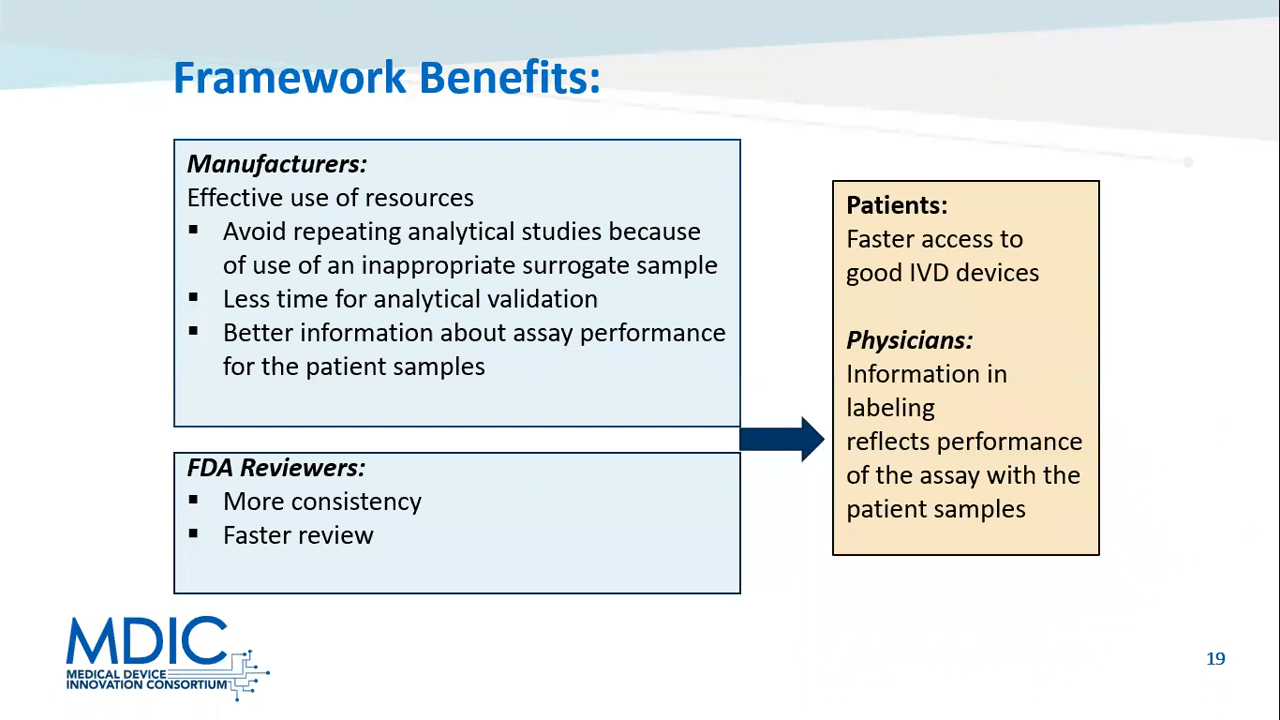 Framework Benefits:
Manufacturers:
Effective use of resources
▪ Avoid repeating analytical studies because
of use of an inappropriate surrogate sample
▪ Less time for analytical validation
▪ Better information about assay performance
for the patient samples
FDA Reviewers:
▪ More consistency
▪ Faster review
Patients:
Faster access to
good IVD devices
Physicians:
Information in
labeling
reflects performance
of the assay with the
patient samples
MDIC
MEDICAL DEVICE
INNOVATION CONSORTIUM
19